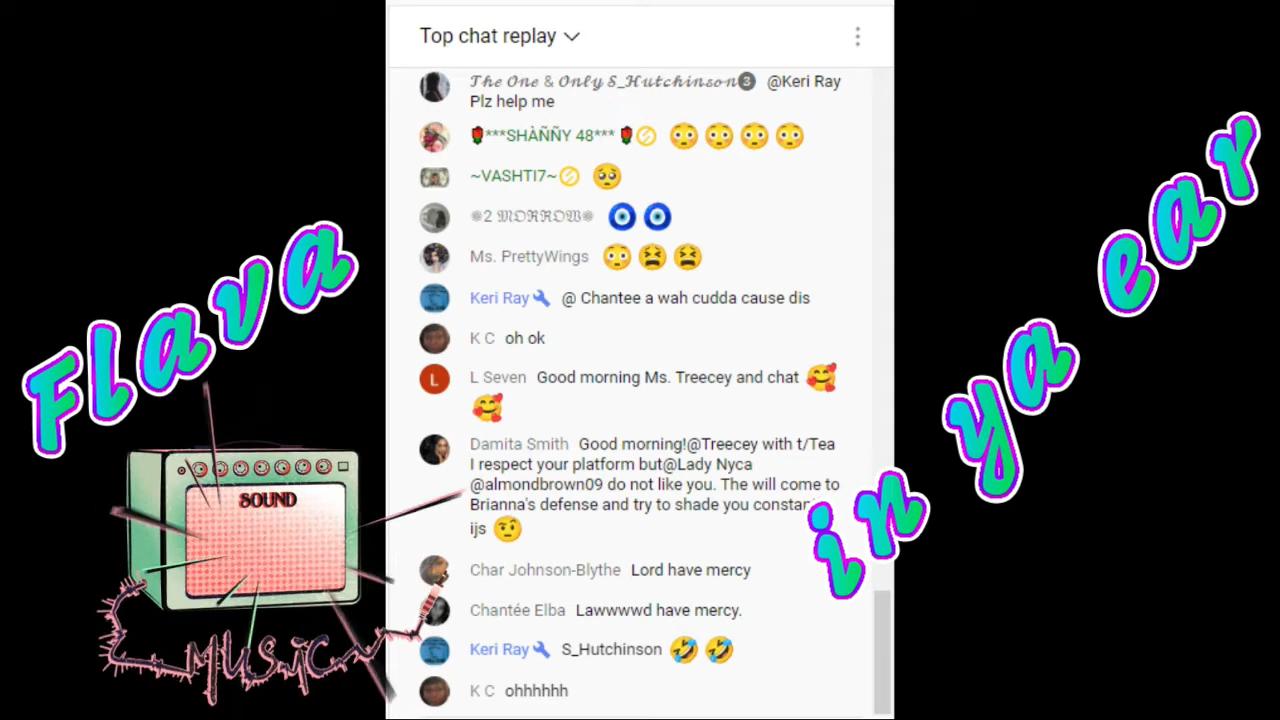 Top chat replay
The One & Only S_Hutchinson 3 @Keri Ray
Plz help me
🌹***SHÀÑÑY 48***🌹 😳 😳 😳 😳
~VASHTI7~ 🥺
2 MORROW 🧿 🧿
Ms. PrettyWings 😳 😫 😫
Keri Ray @ Chantee a wah cudda cause dis
K C oh ok
L
L Seven Good morning Ms. Treecey and chat 🥰
🥰
Damita Smith Good morning!@Treecey with t/Tea
I respect your platform but@Lady Nyca
@almondbrown09 do not like you. The will come to
Brianna's defense and try to shade you
ijs 🤨
Char Johnson-Blythe Lord have mercy
Chantée Elba Lawwwwd have mercy.
Keri Ray S_Hutchinson 🤣 🤣
K C ohhhhhh
Flava
in ya ear
SOUND
MUSIC